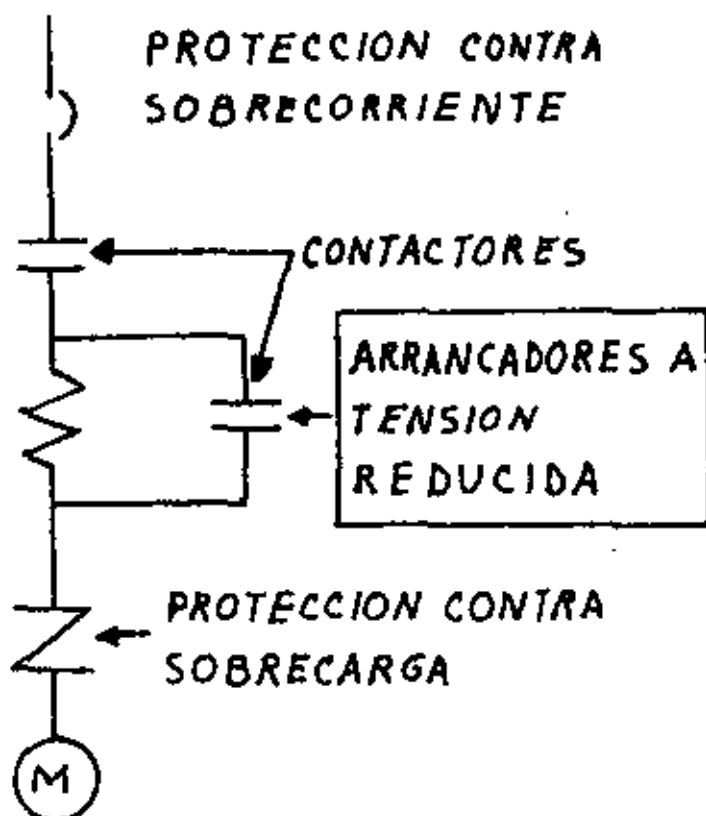 PROTECCION CONTRA
SOBRECORRIENTE
CONTACTORES
ARRANCADORES A
TENSION
REDUCIDA
PROTECCION CONTRA
SOBRECARGA
M